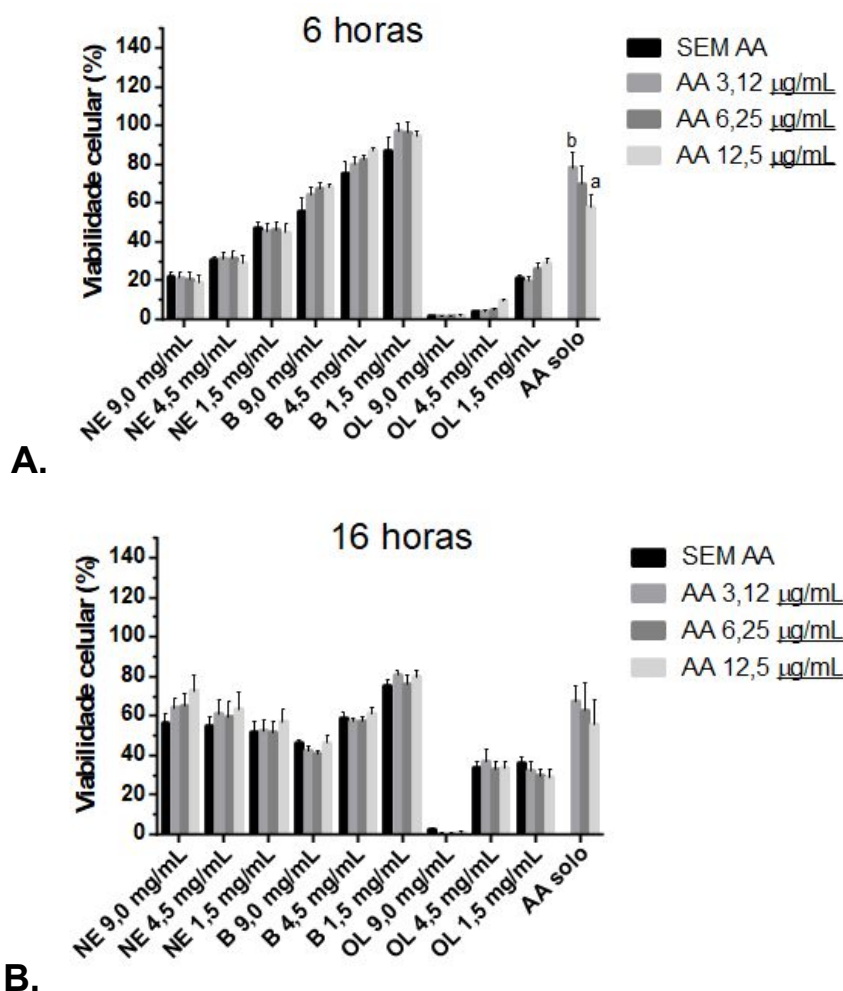 6 horas
Viabilidade celular (%)
140
120
100
80
60
40
20
0
b
a
SEM AA
AA 3,12 µg/mL
AA 6,25 µg/mL
AA 12,5 µg/mL
NE 9,0 mg/mL
NE 4,5 mg/mL
NE 1,5 mg/mL
B 9,0 mg/mL
B 4,5 mg/mL
B 1,5 mg/mL
OL 9,0 mg/mL
OL 4,5 mg/mL
OL 1,5 mg/mL
AA solo
A.
16 horas
Viabilidade celular (%)
140
120
100
80
60
40
20
0
SEM AA
AA 3,12 µg/mL
AA 6,25 µg/mL
AA 12,5 µg/mL
NE 9,0 mg/mL
NE 4,5 mg/mL
NE 1,5 mg/mL
B 9,0 mg/mL
B 4,5 mg/mL
B 1,5 mg/mL
OL 9,0 mg/mL
OL 4,5 mg/mL
OL 1,5 mg/mL
AA solo
B.